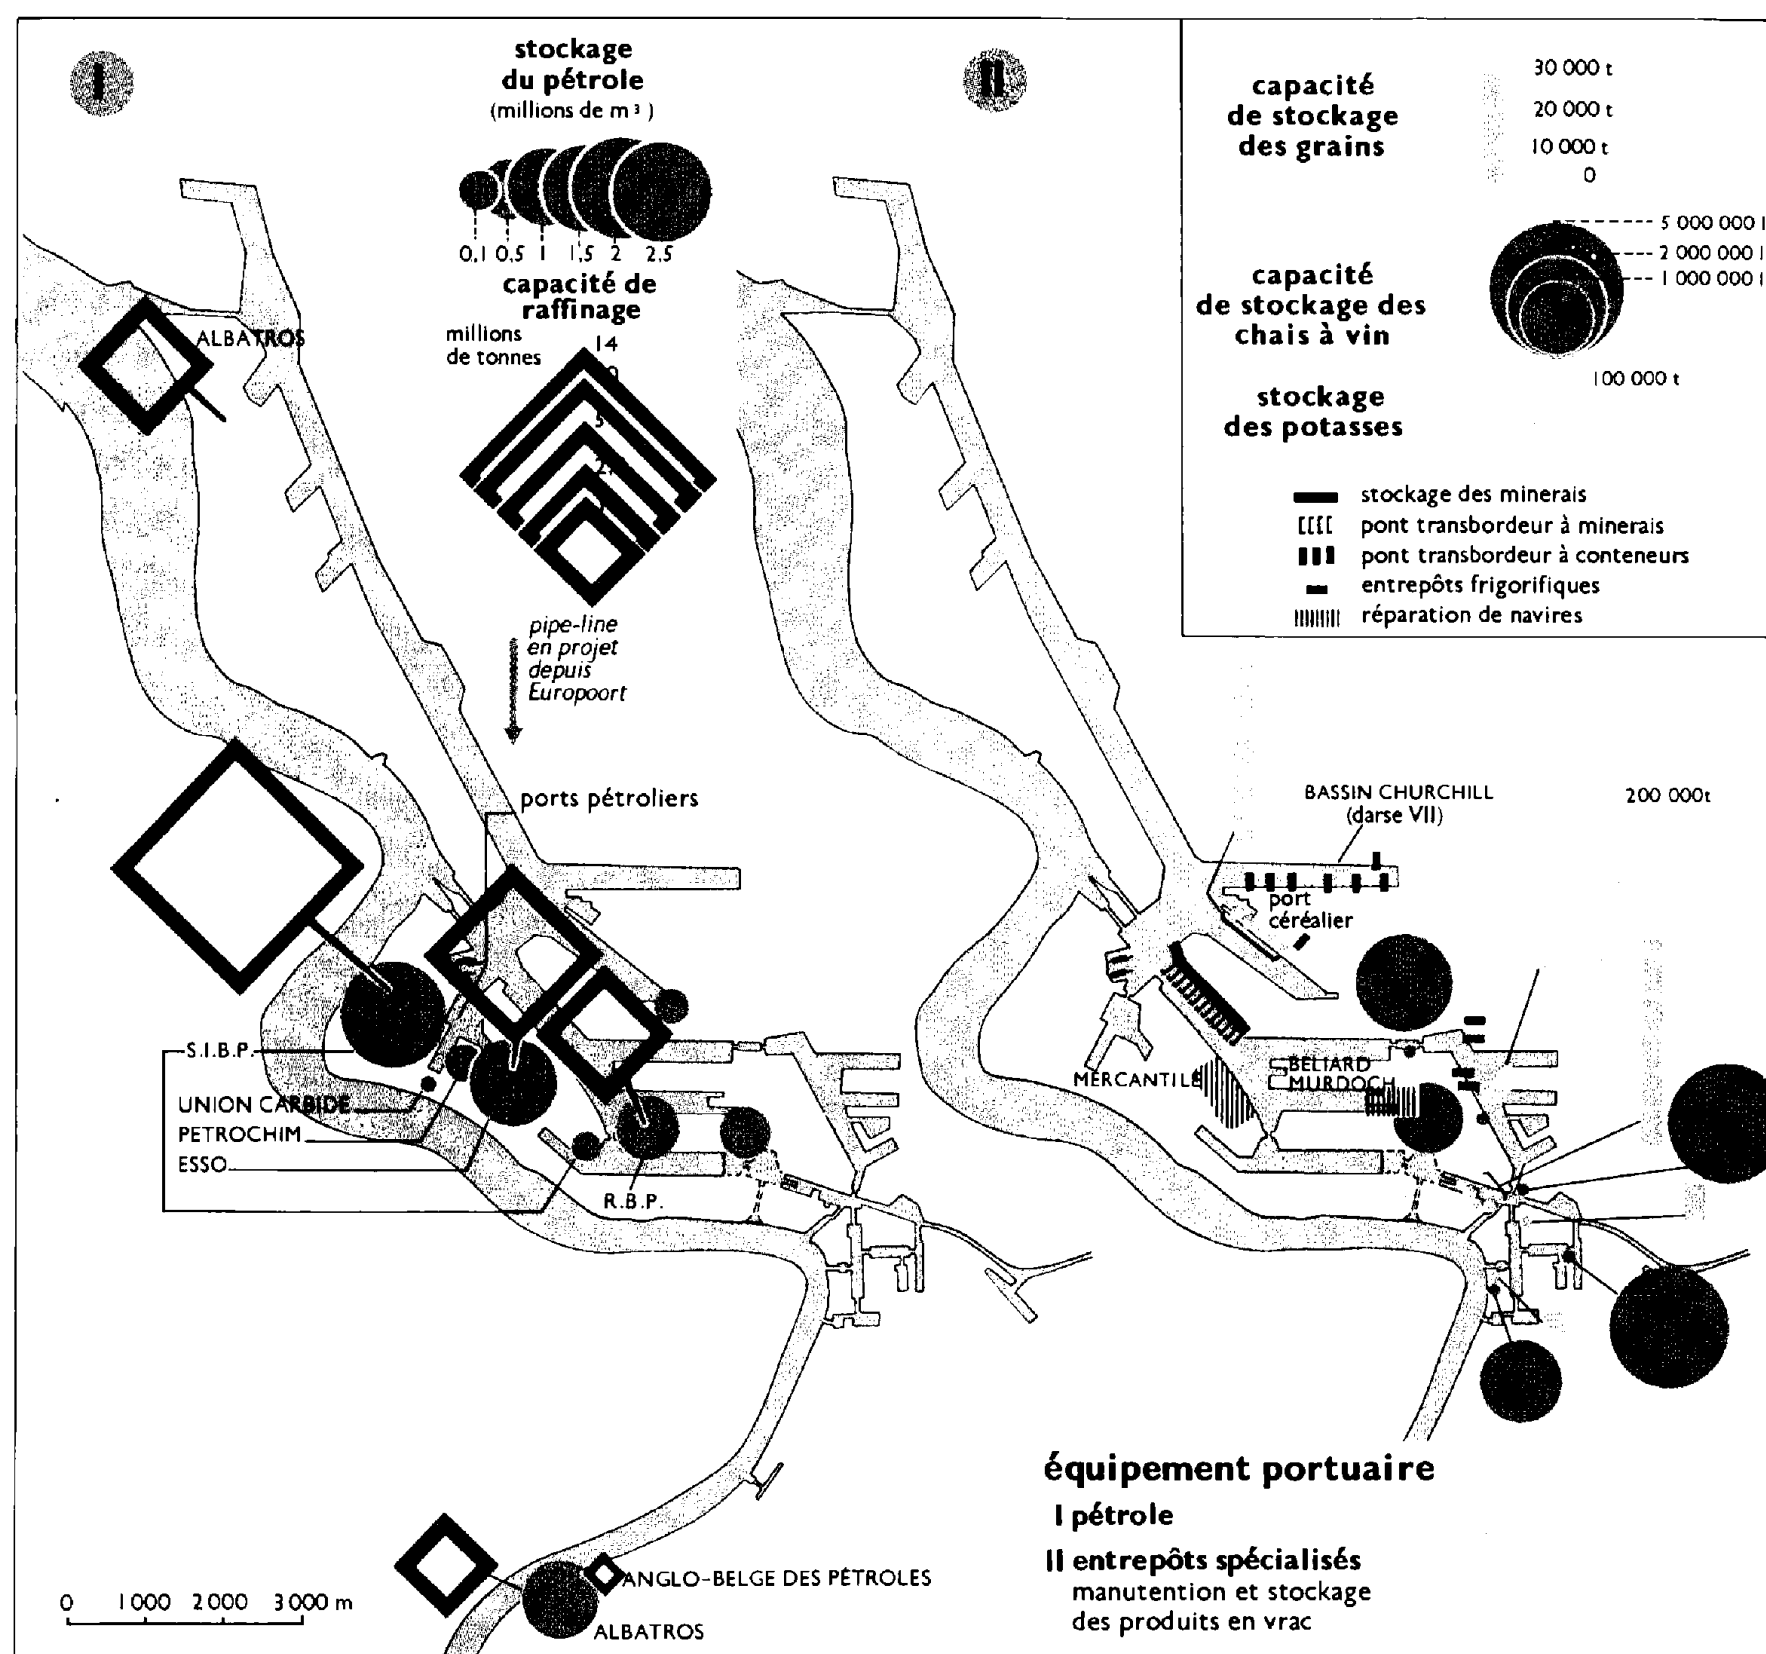 I
stockage
du pétrole
(millions de m³)
0,1 0,5 1 1,5 2 2,5
capacité de
raffinage
millions
de tonnes
14
5
ALBATROS
pipe-line
en projet
depuis
Europoort
ports pétroliers
S.I.B.P.
UNION CARBIDE
PETROCHIM
ESSO
R.B.P.
ANGLO-BELGE DES PÉTROLES
ALBATROS
0 1000 2000 3000 m
II
capacité
de stockage
des grains
30 000 t
20 000 t
10 000 t
0
capacité
de stockage des
chais à vin
5 000 000 l
2 000 000 l
1 000 000 l
stockage
des potasses
100 000 t
stockage des minerais
pont transbordeur à minerais
pont transbordeur à conteneurs
entrepôts frigorifiques
réparation de navires
BASSIN CHURCHILL
(darse VII)
200 000t
port
céréalier
MERCANTILE
BELIARD
MURDOCH
équipement portuaire
I pétrole
II entrepôts spécialisés
manutention et stockage
des produits en vrac